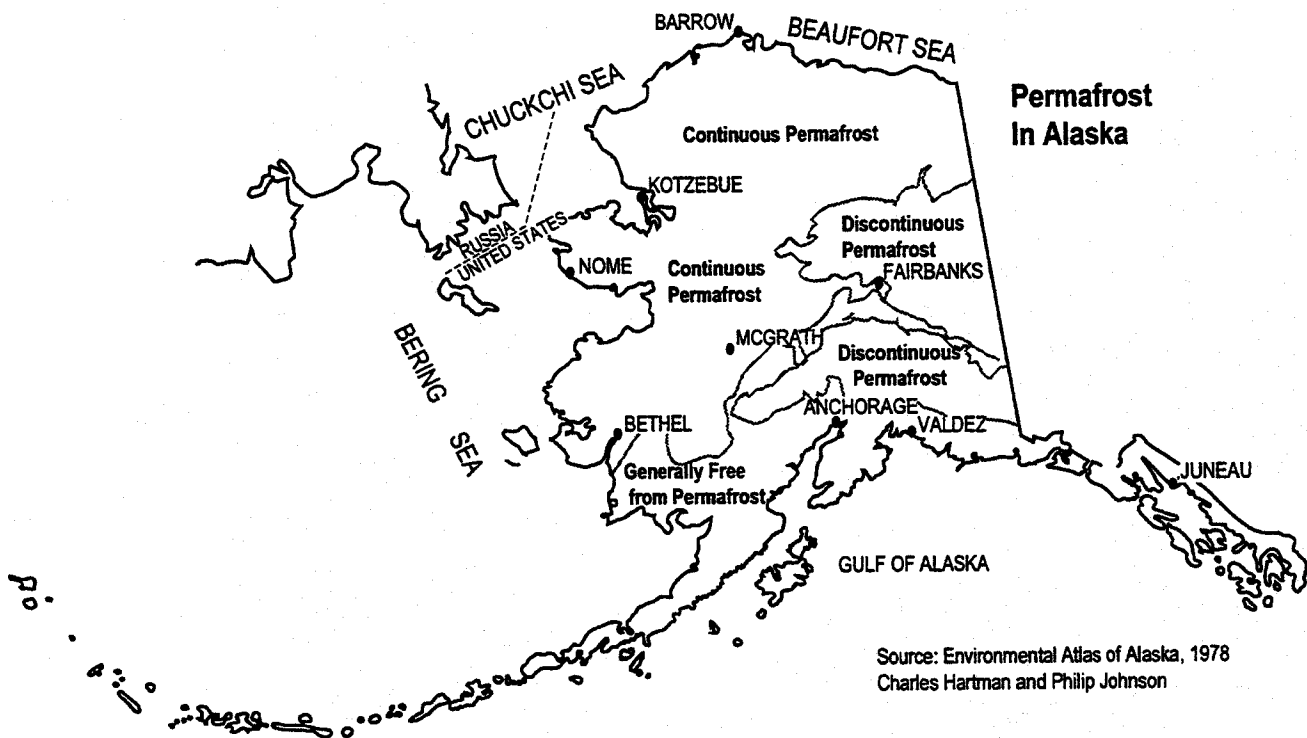 BARROW
BEAUFORT SEA
CHUCKCHI SEA
Permafrost
In Alaska
Continuous Permafrost
KOTZEBUE
RUSSIA
UNITED STATES
Discontinuous
Permafrost
NOME
Continuous
Permafrost
FAIRBANKS
BERING SEA
MCGRATH
Discontinuous
Permafrost
ANCHORAGE
BETHEL
VALDEZ
Generally Free
from Permafrost
JUNEAU
GULF OF ALASKA
Source: Environmental Atlas of Alaska, 1978
Charles Hartman and Philip Johnson